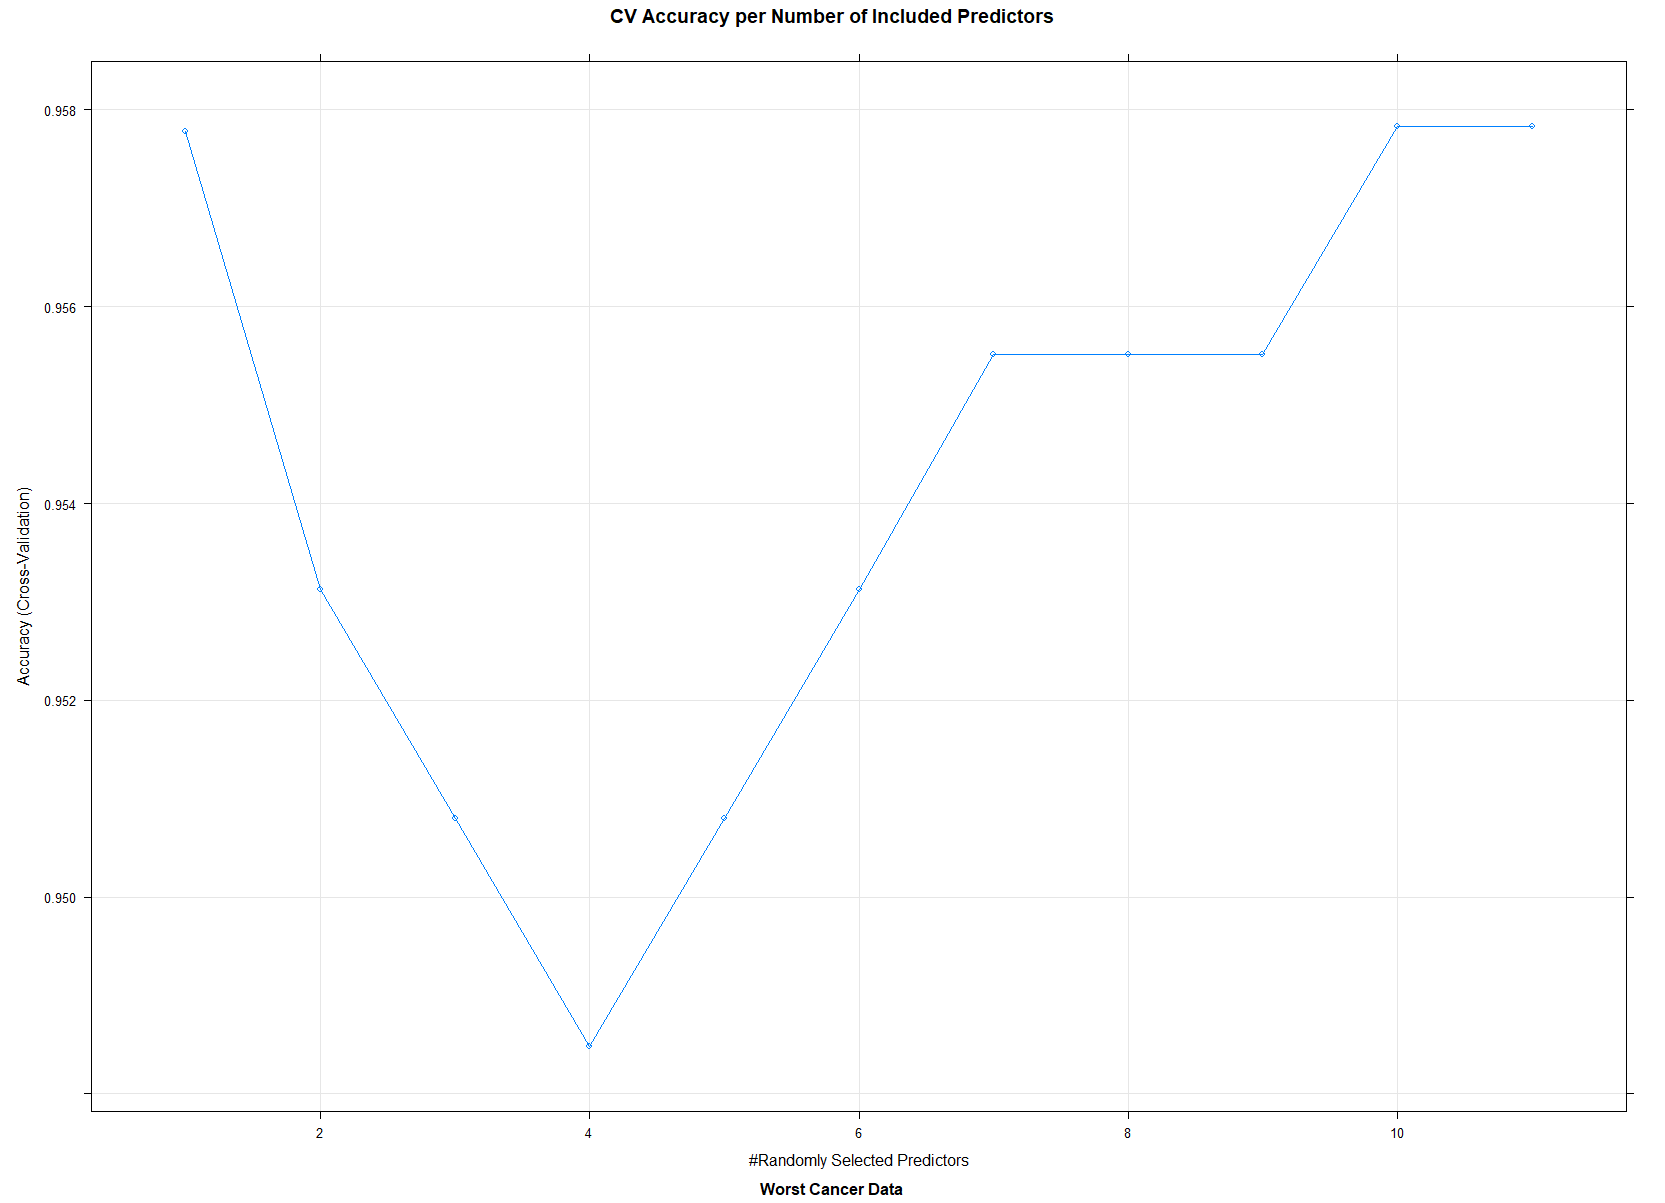 CV Accuracy per Number of Included Predictors
0.958
0.956
0.954
0.952
0.950
Accuracy (Cross-Validation)
2 4 6 8 10
#Randomly Selected Predictors
Worst Cancer Data